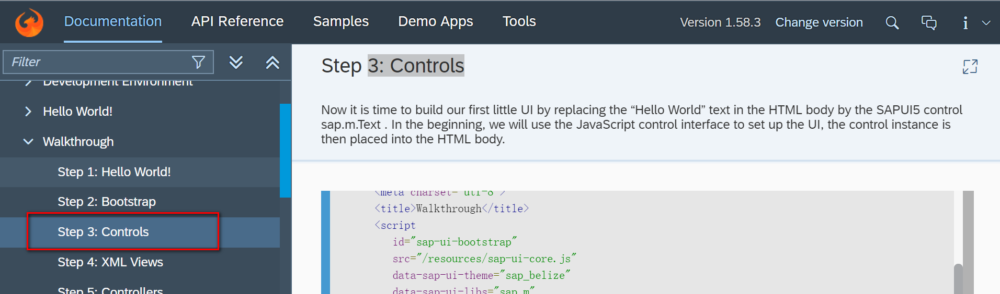 Documentation API Reference Samples Demo Apps Tools Version 1.58.3 Change version
Filter
Development Environment
Hello World!
Walkthrough
Step 1: Hello World!
Step 2: Bootstrap
Step 3: Controls
Step 4: XML Views
Step 5: Controllers
Step 3: Controls
Now it is time to build our first little UI by replacing the “Hello World” text in the HTML body by the SAPUI5 control
sap.m.Text . In the beginning, we will use the JavaScript control interface to set up the UI, the control instance is
then placed into the HTML body.
<meta charset="utf-8">
<title>Walkthrough</title>
<script
id="sap-ui-bootstrap"
src="/resources/sap-ui-core.js"
data-sap-ui-theme="sap_belize"
data-sap-ui-libs="sap.m"